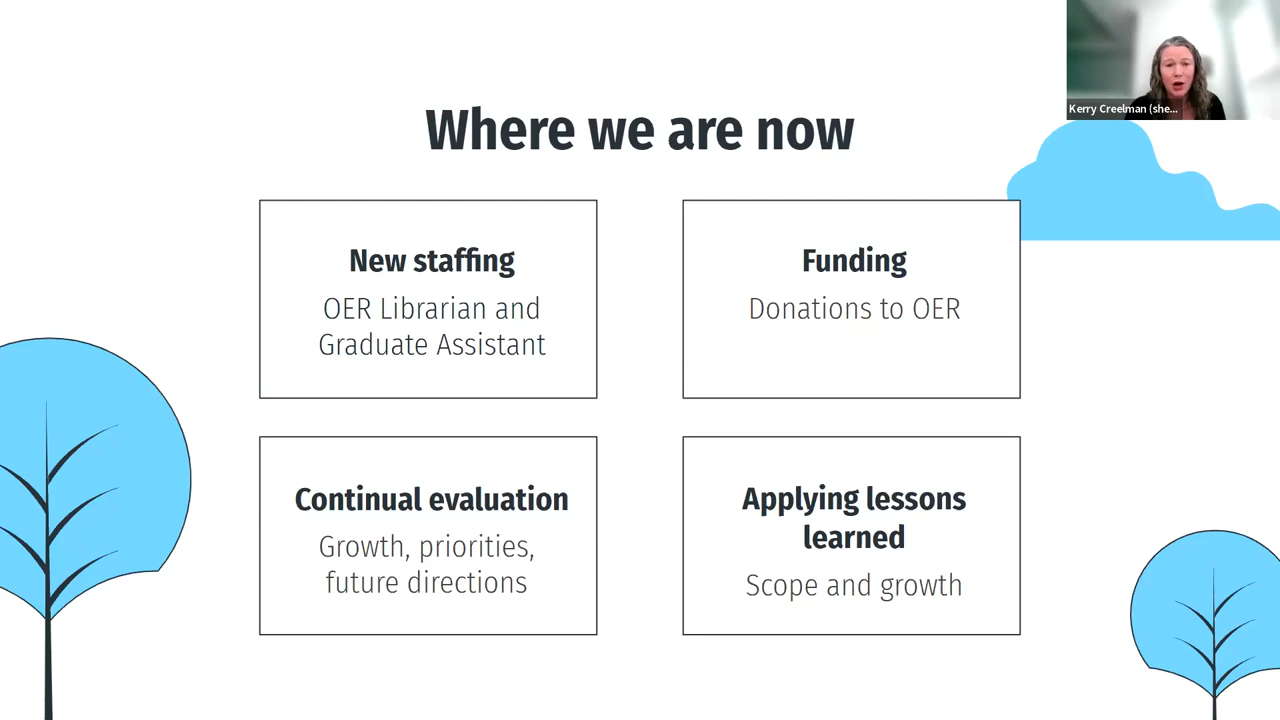 Kerry Creelman (she...
Where we are now
New staffing
OER Librarian and
Graduate Assistant
Funding
Donations to OER
Continual evaluation
Growth, priorities,
future directions
Applying lessons
learned
Scope and growth